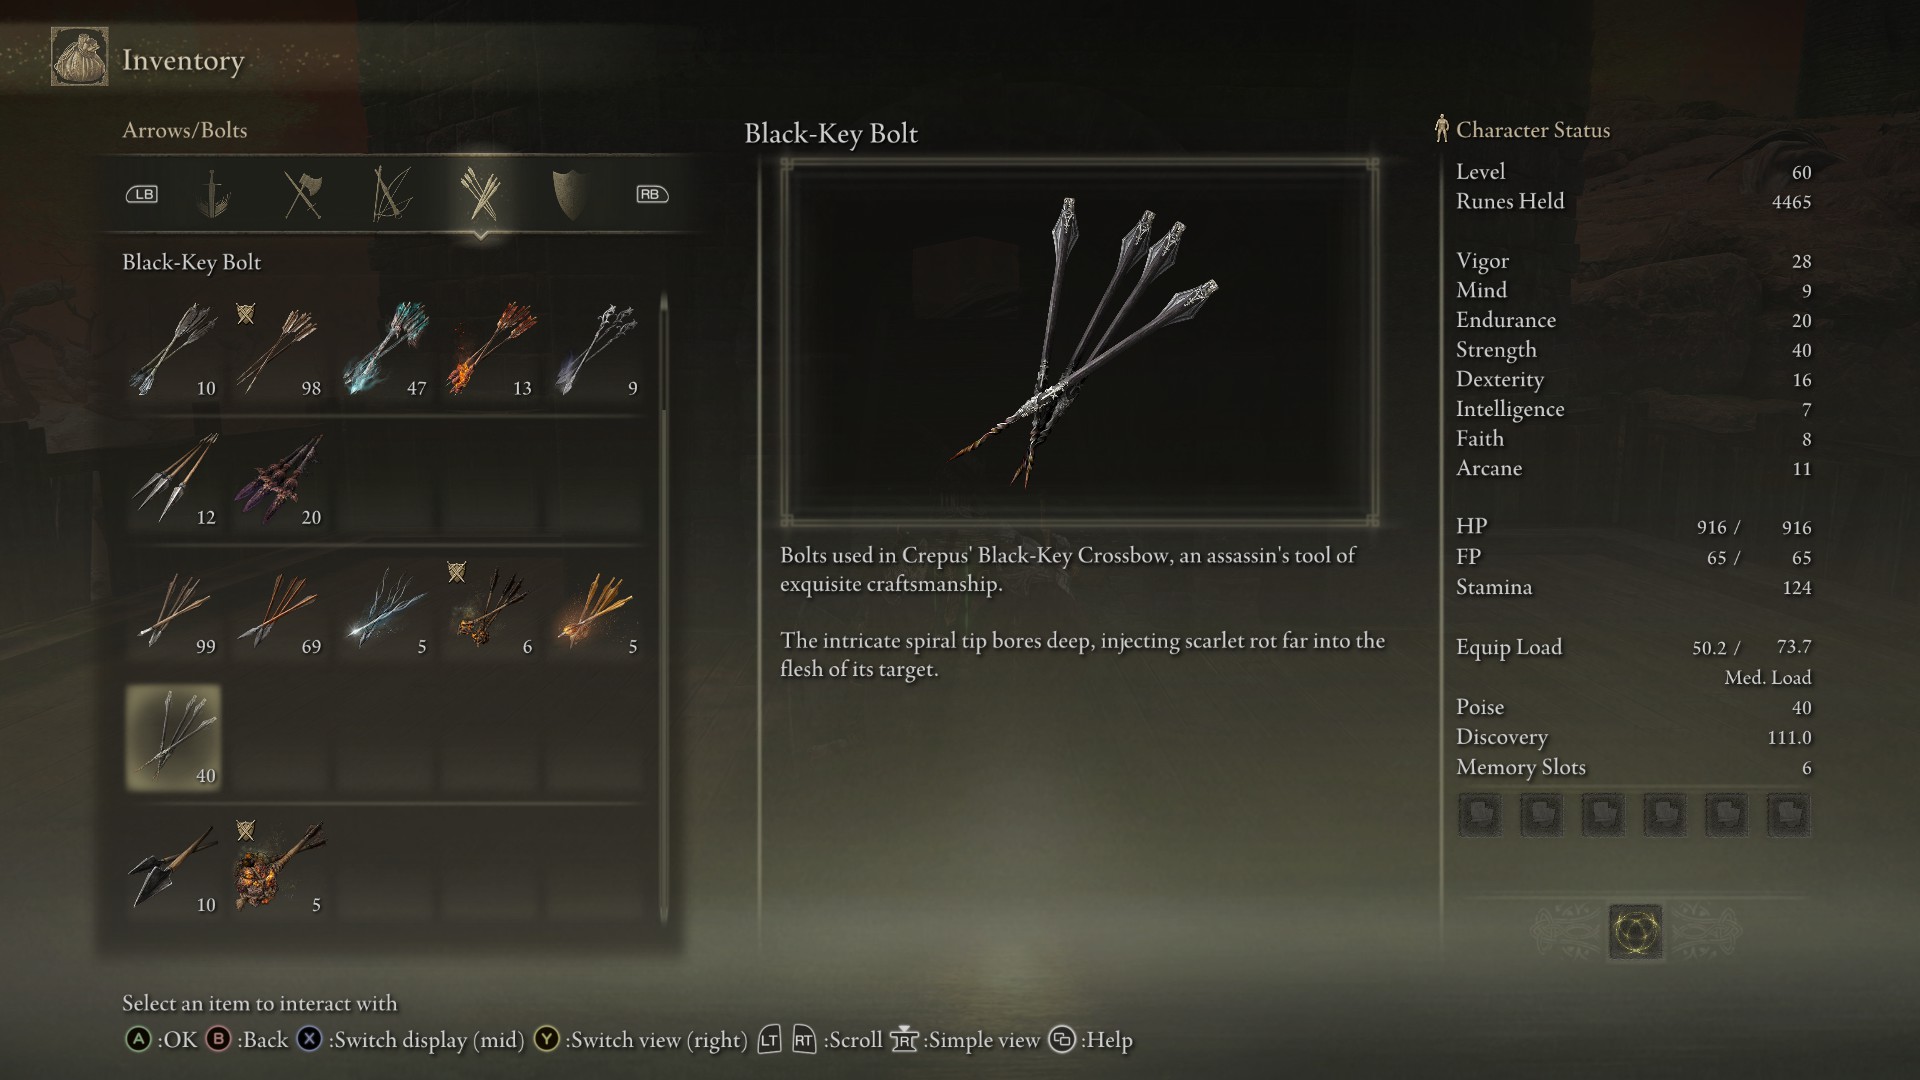 Inventory
Arrows/Bolts
LB
RB
Black-Key Bolt
10
98
47
13
9
12
20
99
69
5
6
5
40
10
5
Black-Key Bolt
Bolts used in Crepus' Black-Key Crossbow, an assassin's tool of
exquisite craftsmanship.
The intricate spiral tip bores deep, injecting scarlet rot far into the
flesh of its target.
Character Status
Level 60
Runes Held 4465
Vigor 28
Mind 9
Endurance 20
Strength 40
Dexterity 16
Intelligence 7
Faith 8
Arcane 11
HP 916 / 916
FP 65 / 65
Stamina 124
Equip Load 50.2 / 73.7
Med. Load
Poise 40
Discovery 111.0
Memory Slots 6
Select an item to interact with
A :OK B :Back X :Switch display (mid) Y :Switch view (right) LT RT :Scroll R :Simple view :Help